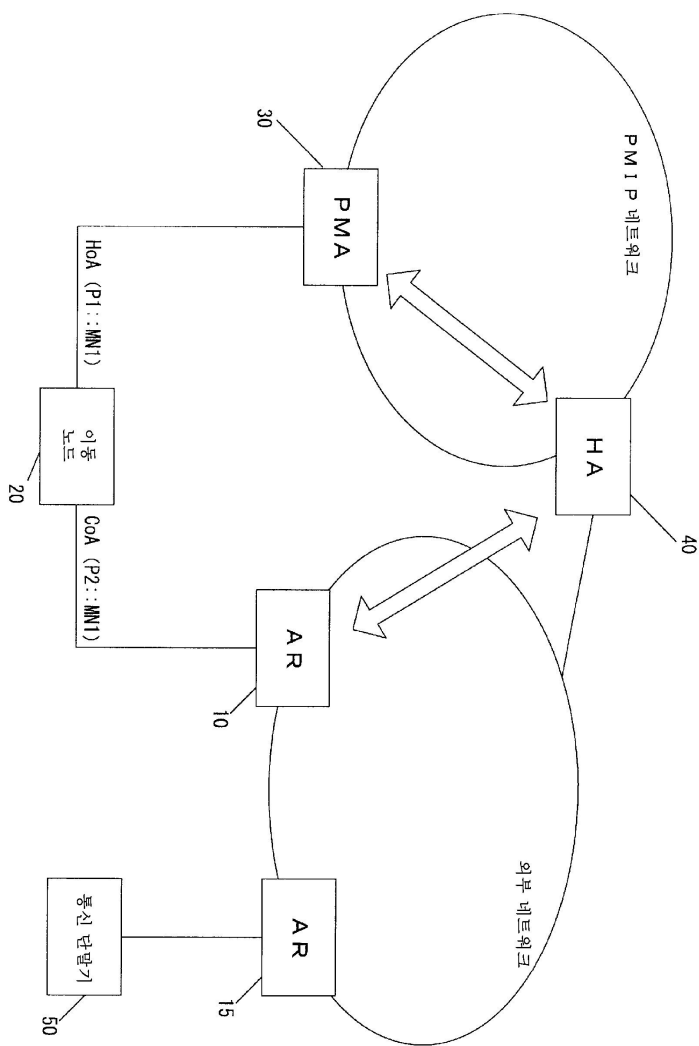 PMIP 네트워크
HA
40
30
PMA
외부 네트워크
HoA (P1::MN1)
이동
노드
20
CoA (P2::MN1)
AR
10
AR
15
통신 단말기
50